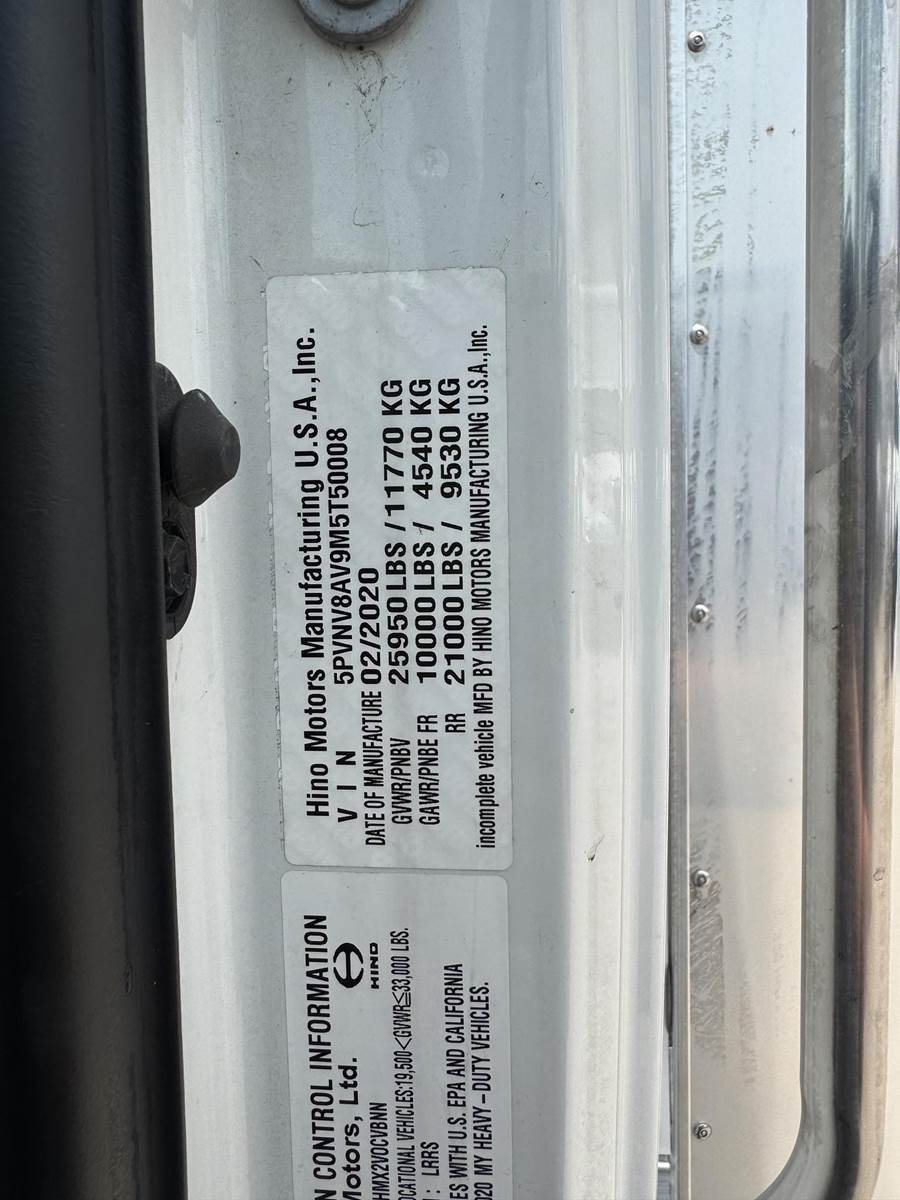 Hino Motors Manufacturing U.S.A.,Inc.
V I N 5PVNV8AV9M5T50008
DATE OF MANUFACTURE 02/2020
GVWR/PNBV 25950 LBS / 11770 KG
GAWR/PNBE FR 10000 LBS / 4540 KG
RR 21000 LBS / 9530 KG
incomplete vehicle MFD BY HINO MOTORS MANUFACTURING U.S.A.,Inc.
N CONTROL INFORMATION
Motors, Ltd.
HINO
HMX2VOCVBNN
OCATIONAL VEHICLES:19,500<GVWR≦33,000 LBS.
: LRRS
ES WITH U.S. EPA AND CALIFORNIA
020 MY HEAVY-DUTY VEHICLES.